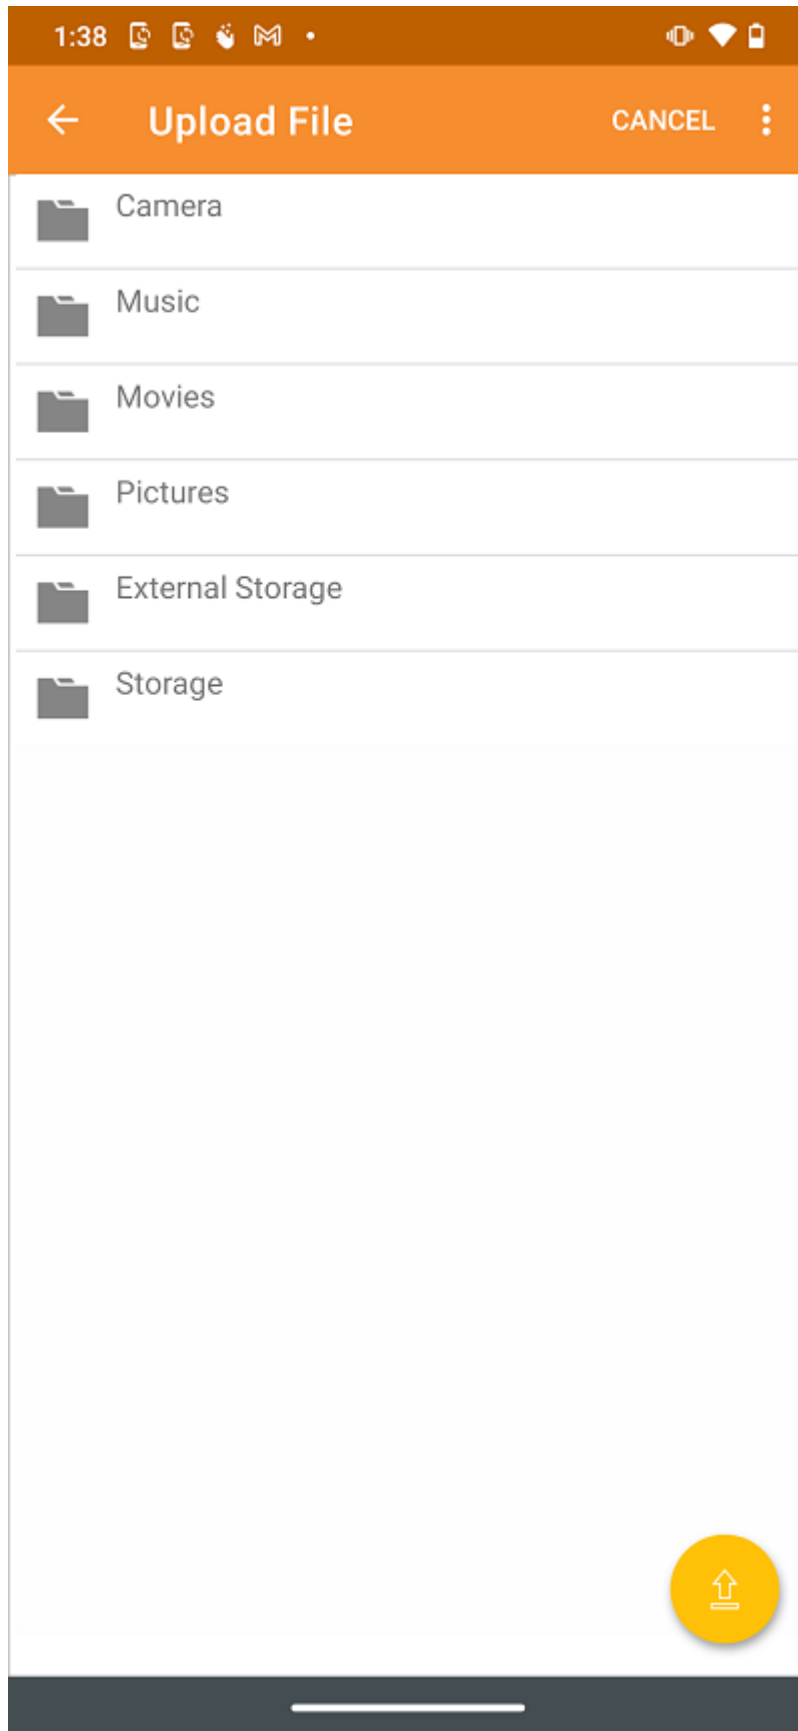 1:38
Upload File CANCEL
Camera
Music
Movies
Pictures
External Storage
Storage